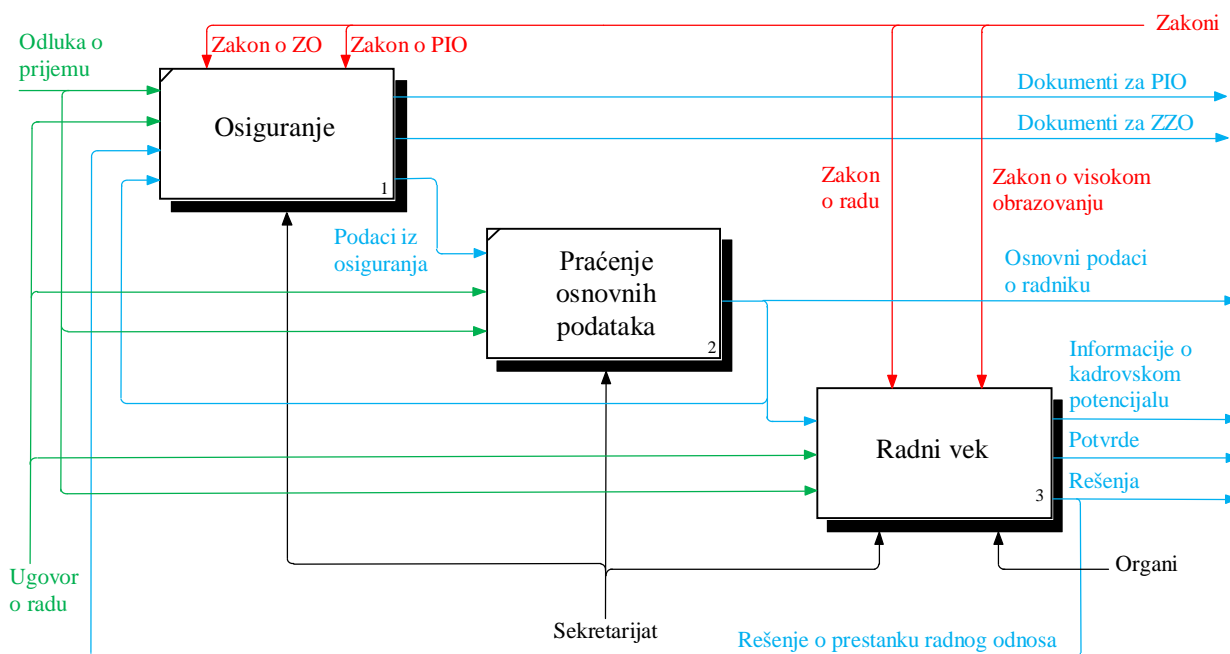 Zakoni
Odluka o
prijemu
Zakon o ZO
Zakon o PIO
Dokumenti za PIO
Osiguranje
Dokumenti za ZZO
1
Zakon
o radu
Zakon o visokom
obrazovanju
Podaci iz
osiguranja
Praćenje
osnovnih
podataka
2
Osnovni podaci
o radniku
Informacije o
kadrovskom
potencijalu
Radni vek
3
Potvrde
Rešenja
Ugovor
o radu
Organi
Sekretarijat
Rešenje o prestanku radnog odnosa